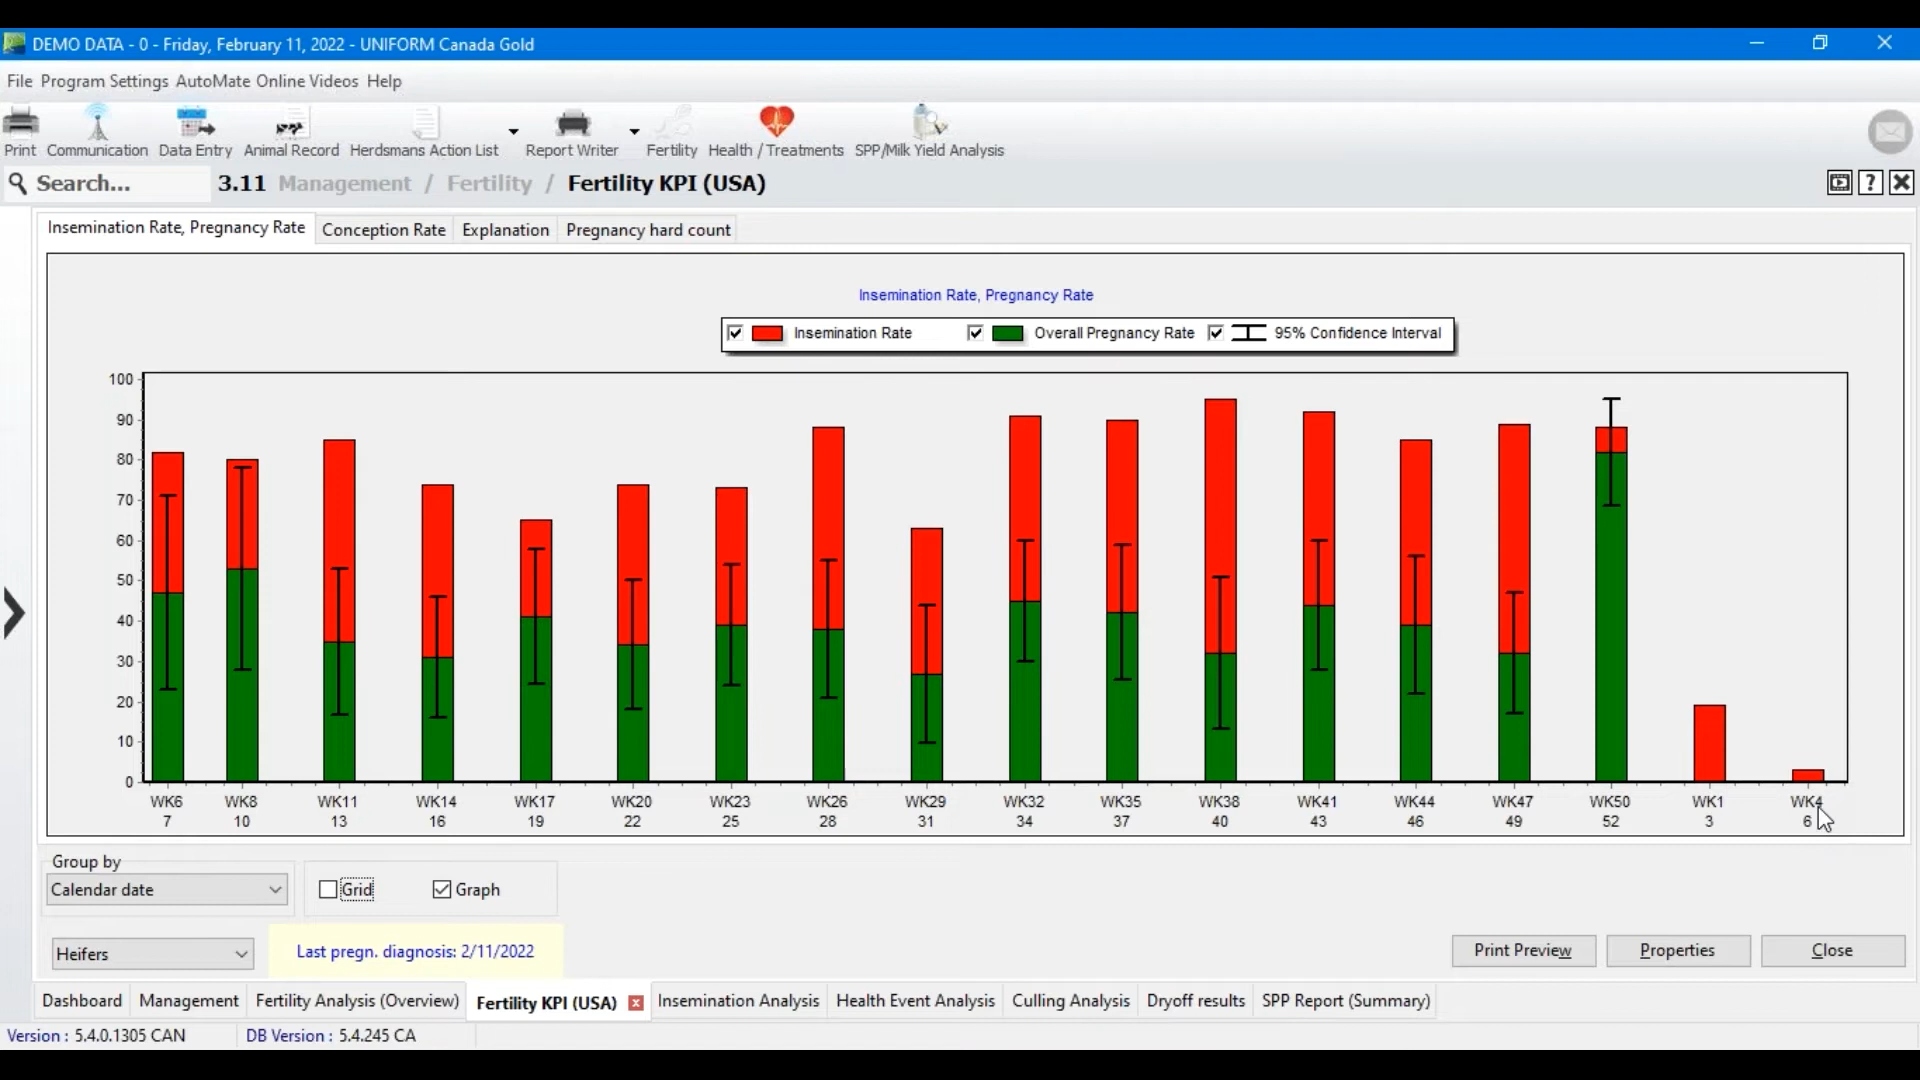 DEMO DATA - 0 - Friday, February 11, 2022 - UNIFORM Canada Gold
File Program Settings AutoMate Online Videos Help
Print Communication Data Entry Animal Record Herdsmans Action List Report Writer Fertility Health / Treatments SPP/Milk Yield Analysis
Search... 3.11 Management / Fertility / Fertility KPI (USA)
Insemination Rate, Pregnancy Rate Conception Rate Explanation Pregnancy hard count
Insemination Rate, Pregnancy Rate
Insemination Rate Overall Pregnancy Rate 95% Confidence Interval
100
90
80
70
60
50
40
30
20
10
0
WK6 WK8 WK11 WK14 WK17 WK20 WK23 WK26 WK29 WK32 WK35 WK38 WK41 WK44 WK47 WK50 WK1 WK4
7 10 13 16 19 22 25 28 31 34 37 40 43 46 49 52 3 6
Group by
Calendar date Grid Graph
Heifers Last pregn. diagnosis: 2/11/2022 Print Preview Properties Close
Dashboard Management Fertility Analysis (Overview) Fertility KPI (USA) Insemination Analysis Health Event Analysis Culling Analysis Dryoff results SPP Report (Summary)
Version : 5.4.0.1305 CAN DB Version : 5.4.245 CA